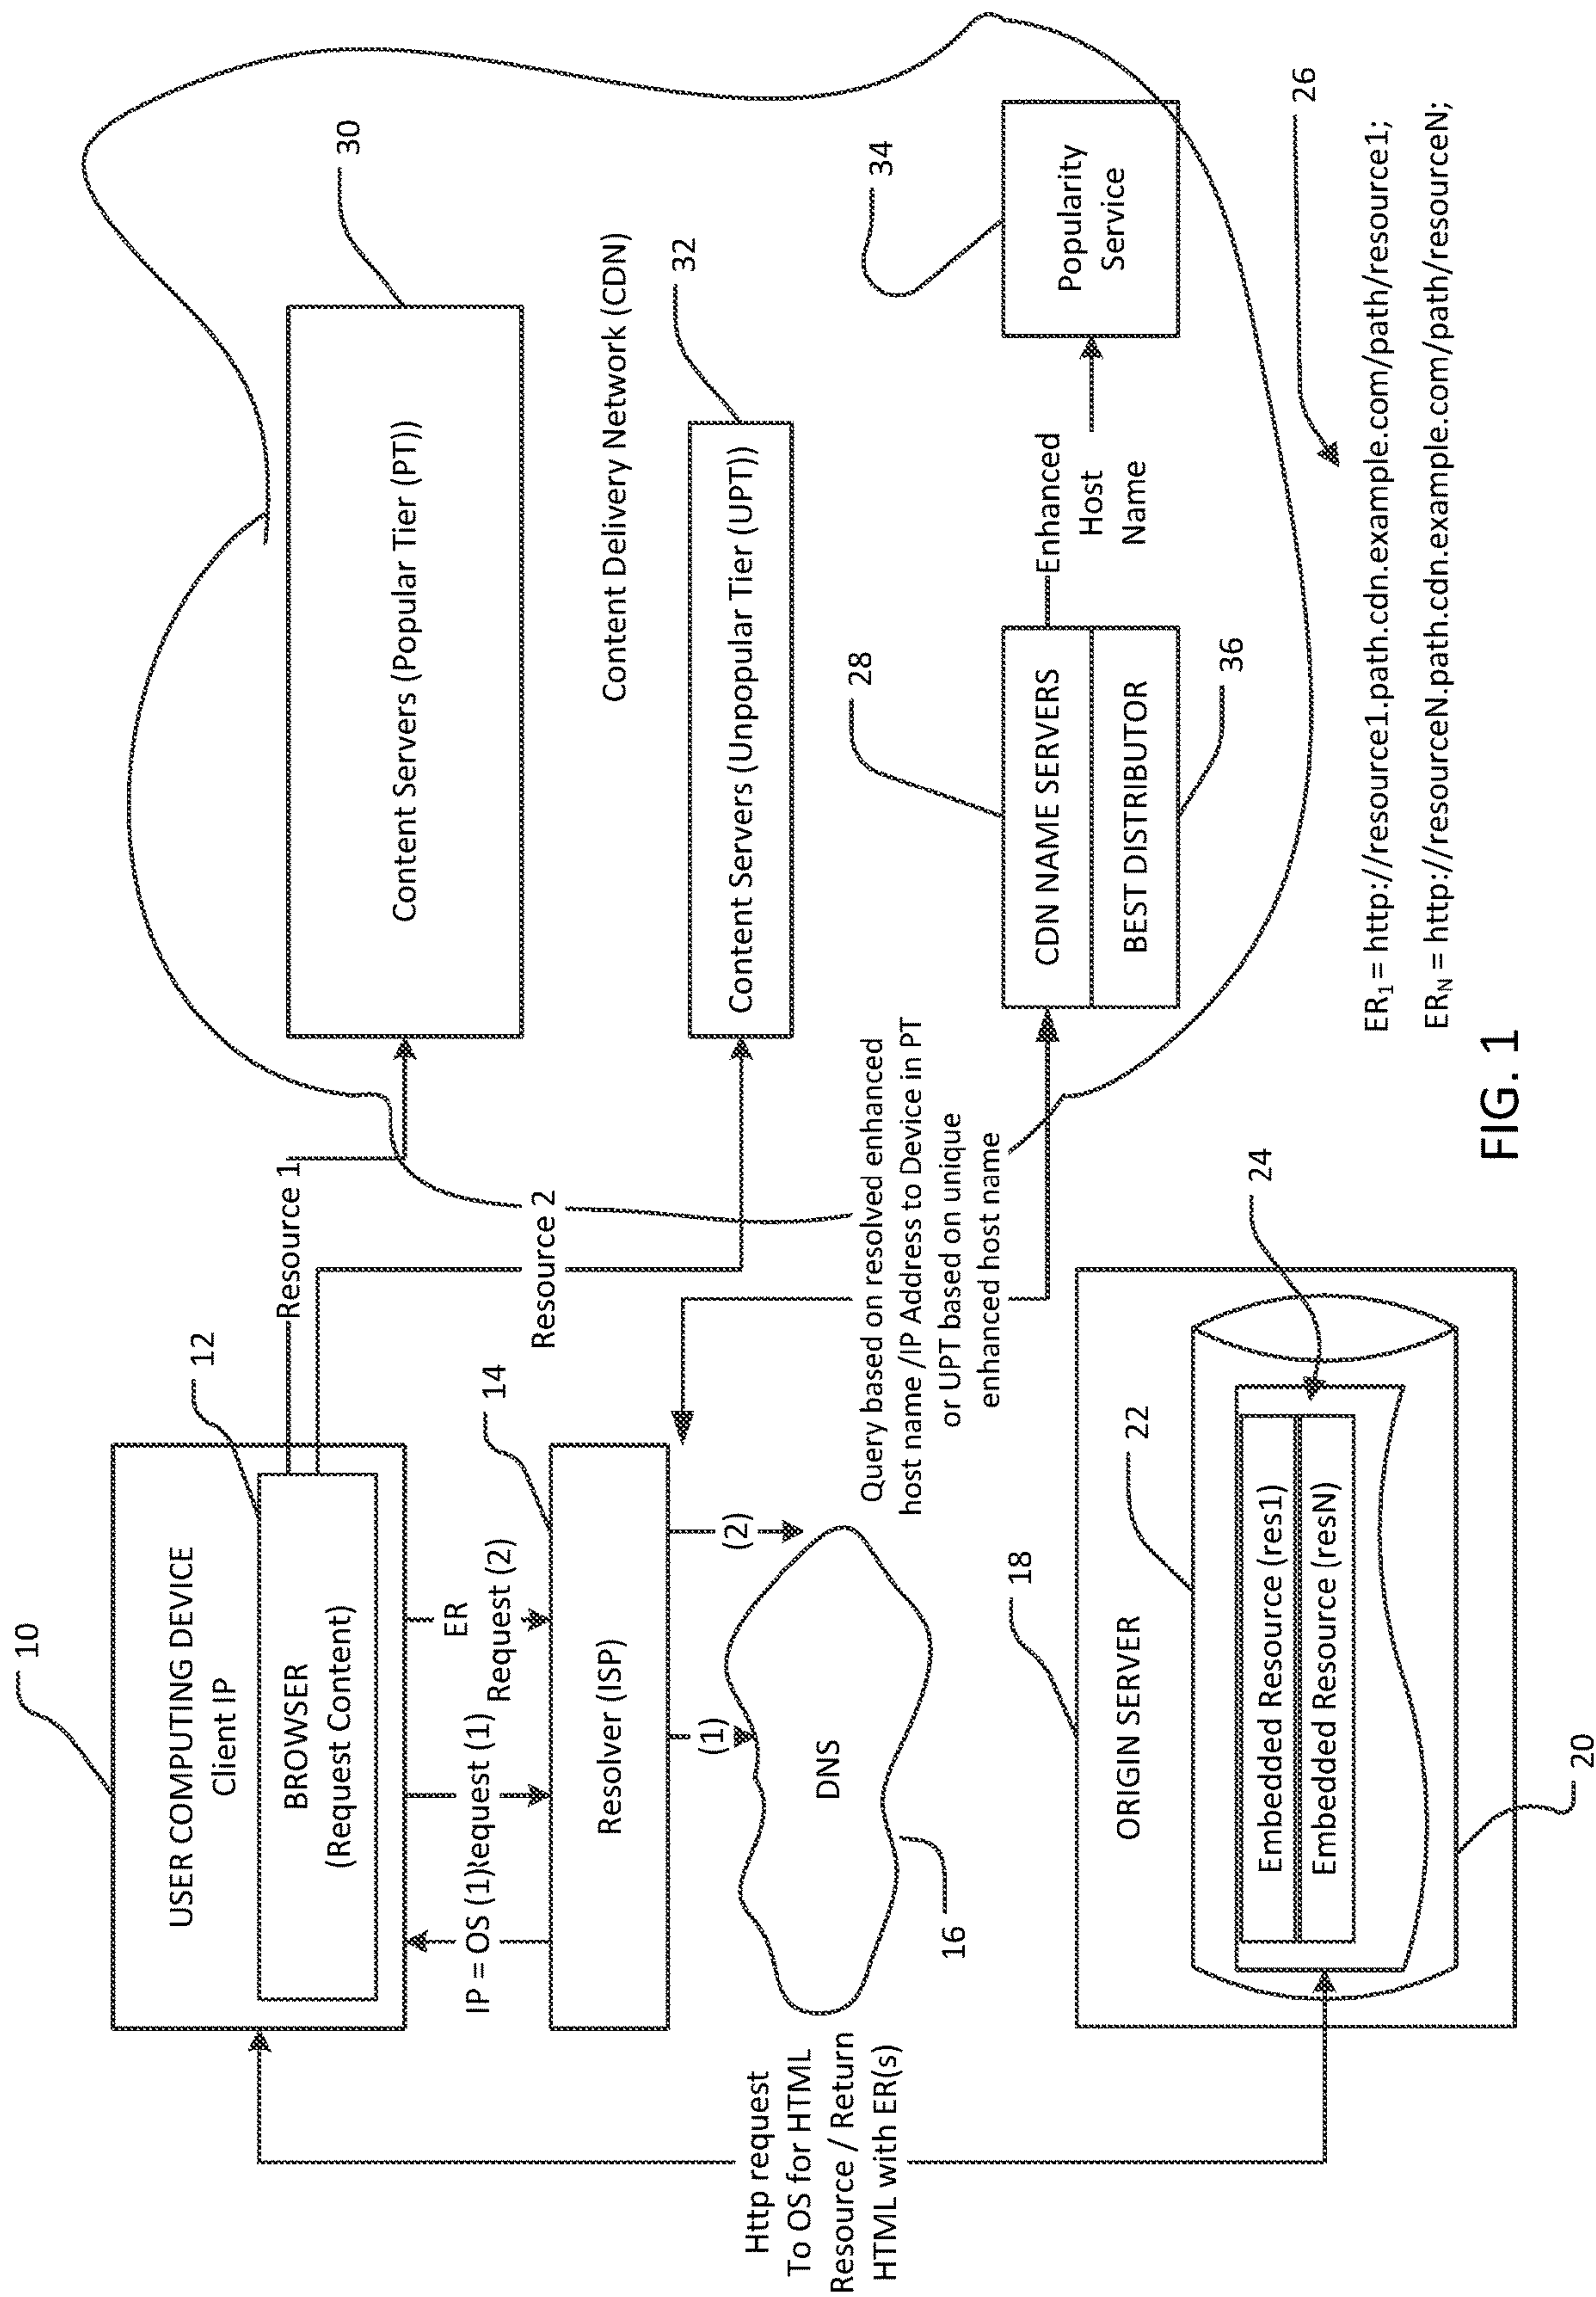 10
USER COMPUTING DEVICE
Client IP
12
BROWSER
(Request Content)
IP = OS (1)
Request (1)
ER
Request (2)
14
Resolver (ISP)
(1)
(2)
DNS
16
Http request
To OS for HTML
Resource / Return
HTML with ER(s)
18
ORIGIN SERVER
22
Embedded Resource (res1)
Embedded Resource (resN)
24
20
Resource 1
Resource 2
Query based on resolved enhanced
host name /IP Address to Device in PT
or UPT based on unique
enhanced host name
30
Content Servers (Popular Tier (PT))
Content Delivery Network (CDN)
32
Content Servers (Unpopular Tier (UPT))
28
CDN NAME SERVERS
BEST DISTRIBUTOR
36
Enhanced
Host
Name
34
Popularity
Service
26
ER1 = http://resource1.path.cdn.example.com/path/resource1;
ERN = http://resourceN.path.cdn.example.com/path/resourceN;
FIG. 1